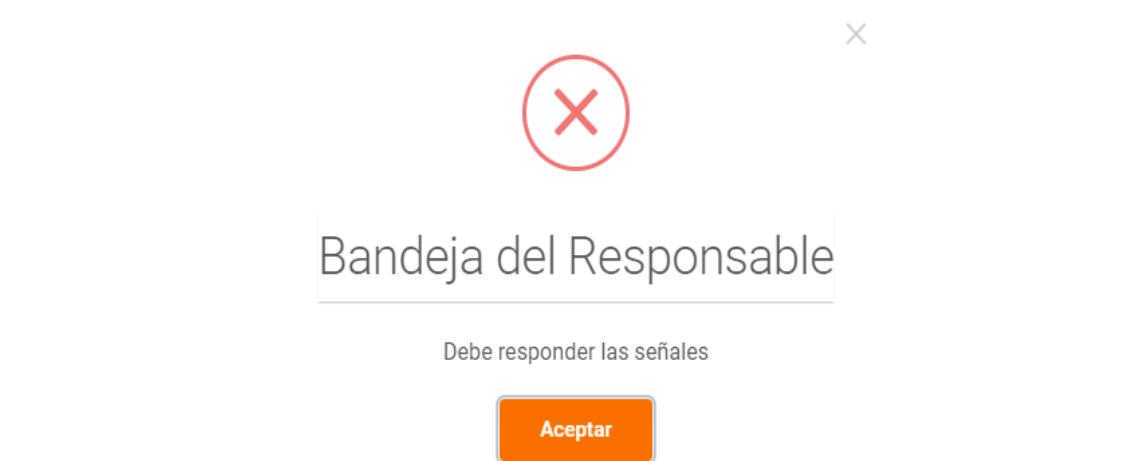 Bandeja del Responsable
Debe responder las señales
Aceptar